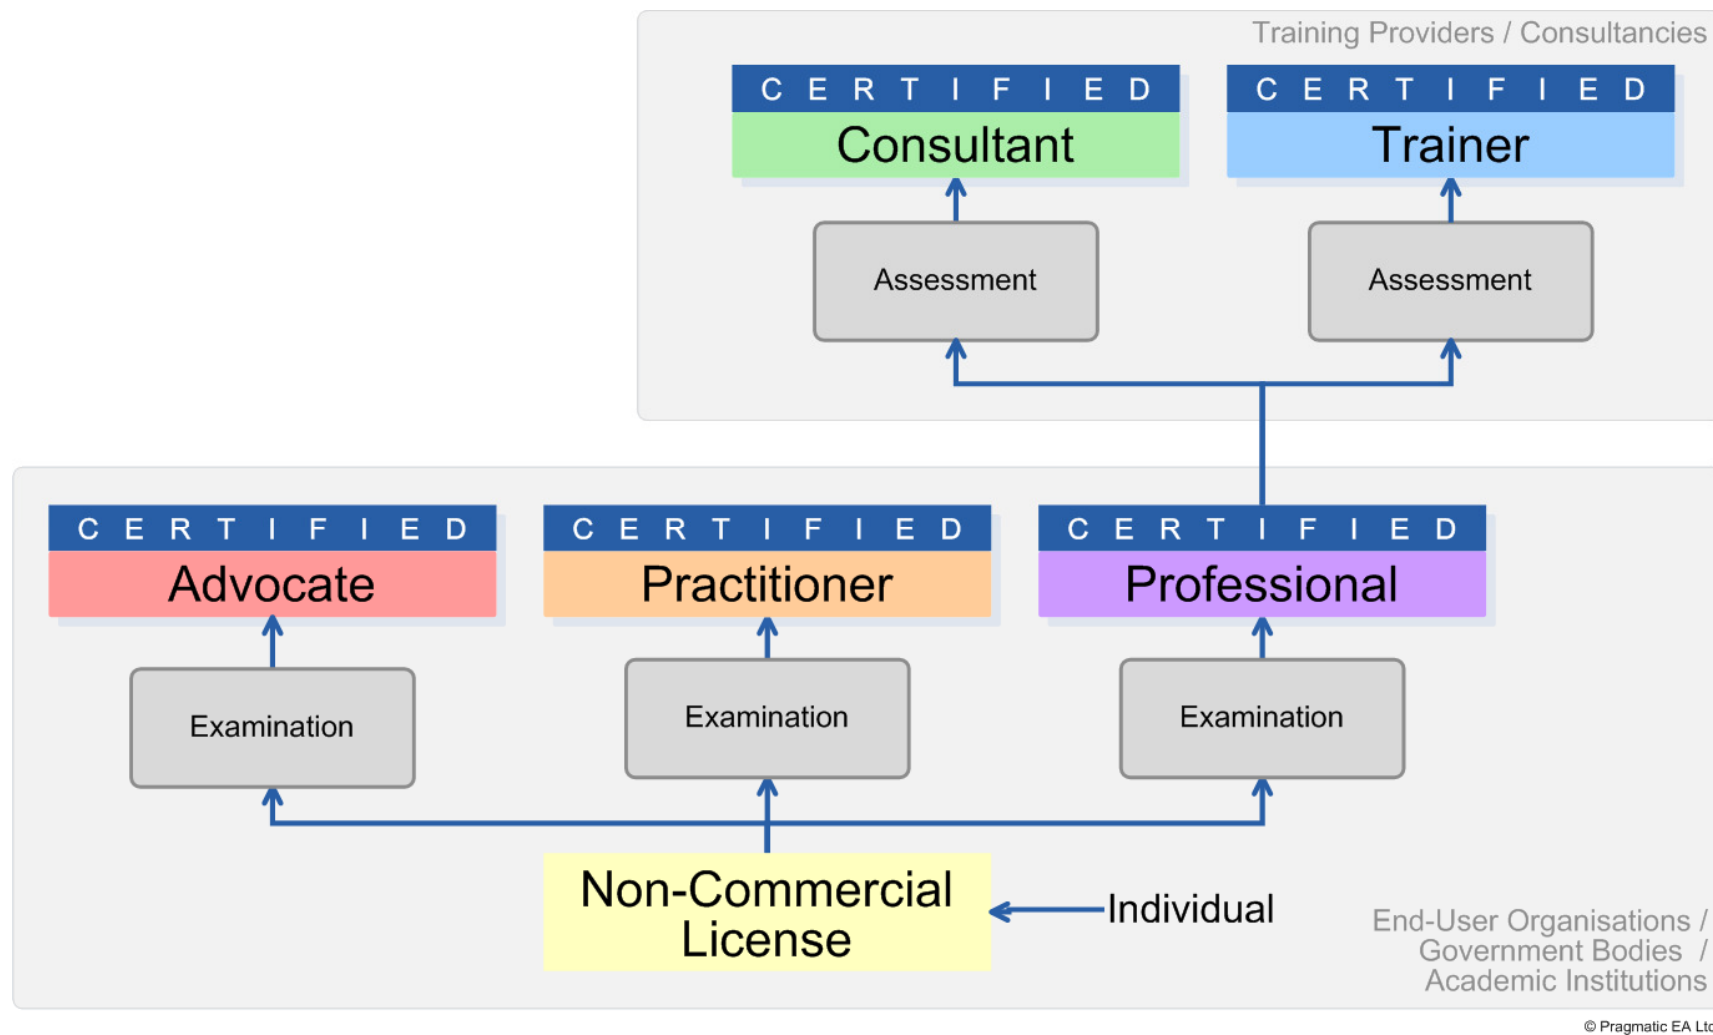 Training Providers / Consultancies
C E R T I F I E D
Consultant
C E R T I F I E D
Trainer
Assessment
Assessment
C E R T I F I E D
Advocate
C E R T I F I E D
Practitioner
C E R T I F I E D
Professional
Examination
Examination
Examination
Non-Commercial
License
Individual
End-User Organisations /
Government Bodies /
Academic Institutions
© Pragmatic EA Ltd